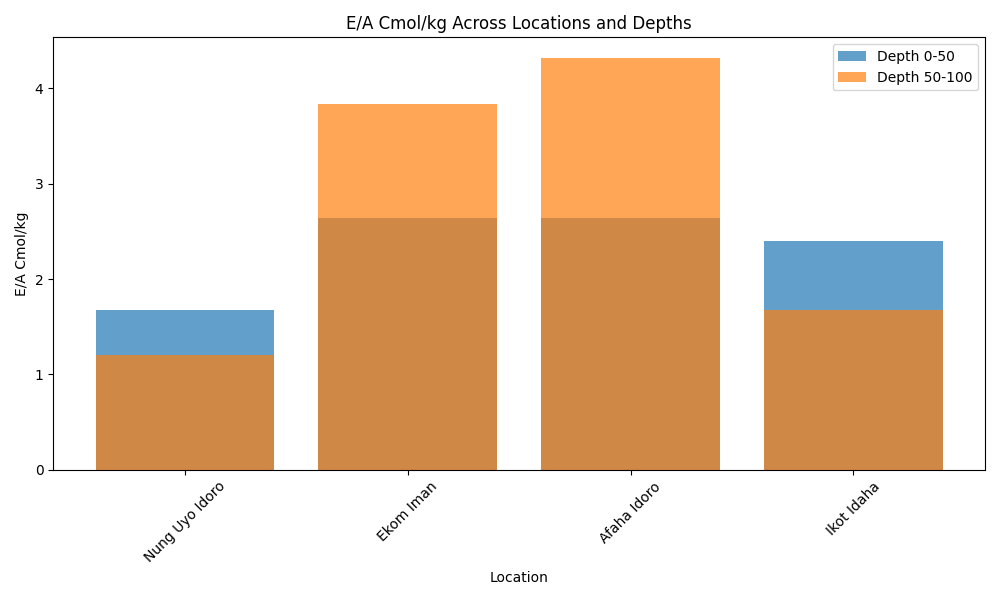 E/A Cmol/kg Across Locations and Depths
Depth 0-50
Depth 50-100
E/A Cmol/kg
4
3
2
1
0
Nung Uyo Idoro
Ekom Iman
Afaha Idoro
Ikot Idaha
Location